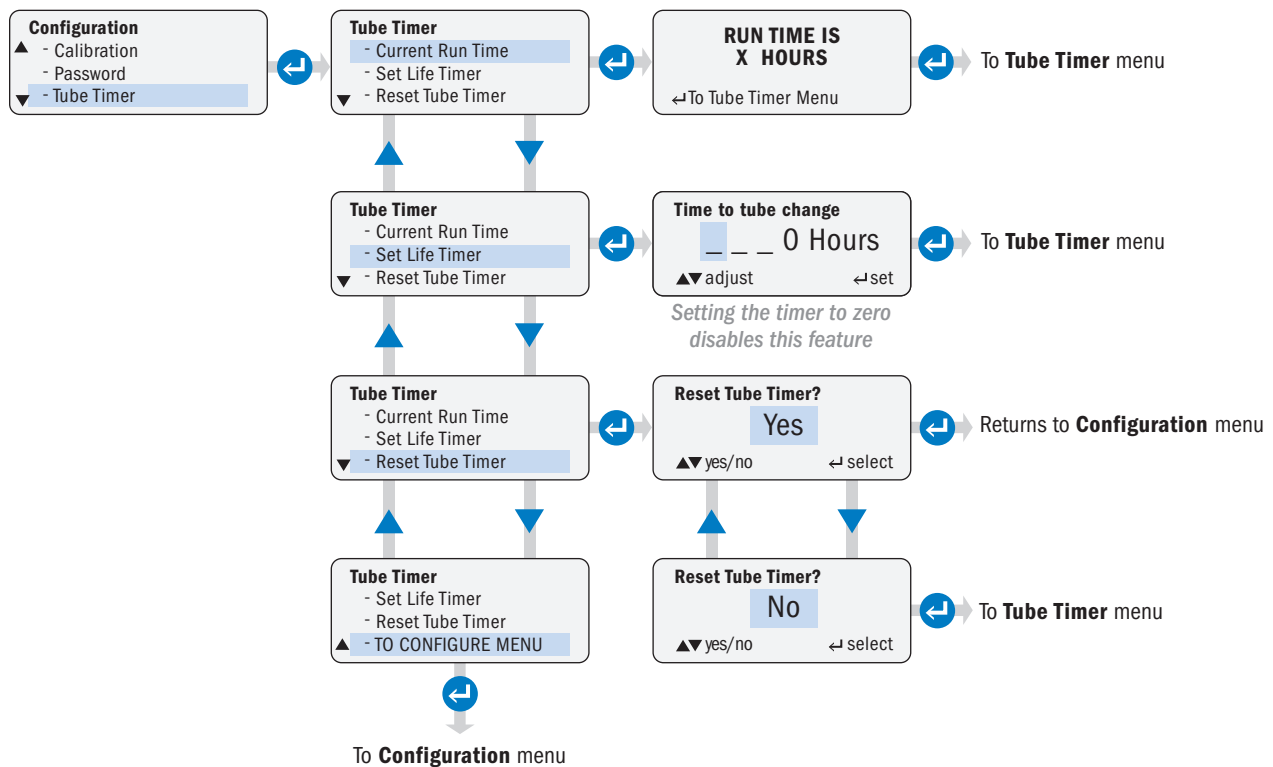 Configuration
- Calibration
- Password
- Tube Timer
Tube Timer
- Current Run Time
- Set Life Timer
- Reset Tube Timer
RUN TIME IS
X HOURS
To Tube Timer Menu
To Tube Timer menu
Tube Timer
- Current Run Time
- Set Life Timer
- Reset Tube Timer
Time to tube change
_ _ _ 0 Hours
adjust
set
Setting the timer to zero
disables this feature
To Tube Timer menu
Tube Timer
- Current Run Time
- Set Life Timer
- Reset Tube Timer
Reset Tube Timer?
Yes
yes/no
select
Returns to Configuration menu
Tube Timer
- Set Life Timer
- Reset Tube Timer
- TO CONFIGURE MENU
Reset Tube Timer?
No
yes/no
select
To Tube Timer menu
To Configuration menu